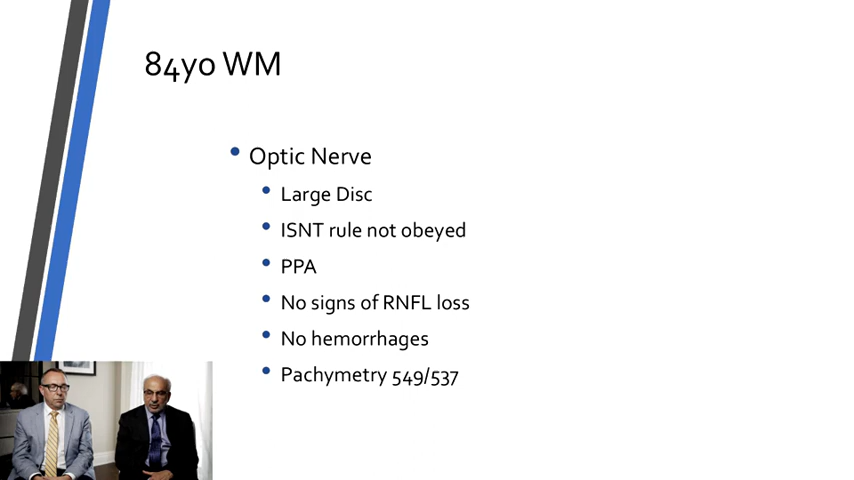 84yo WM
Optic Nerve
Large Disc
ISNT rule not obeyed
PPA
No signs of RNFL loss
No hemorrhages
Pachymetry 549/537